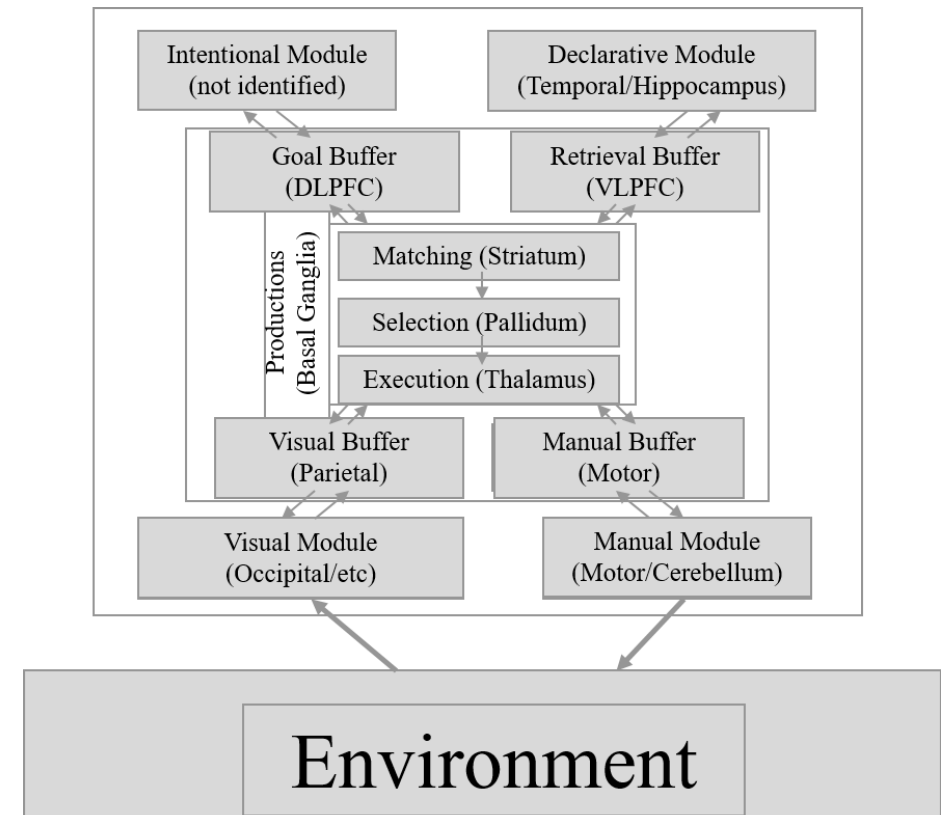 Intentional Module
(not identified)
Declarative Module
(Temporal/Hippocampus)
Goal Buffer
(DLPFC)
Retrieval Buffer
(VLPFC)
Productions
(Basal Ganglia)
Matching (Striatum)
Selection (Pallidum)
Execution (Thalamus)
Visual Buffer
(Parietal)
Manual Buffer
(Motor)
Visual Module
(Occipital/etc)
Manual Module
(Motor/Cerebellum)
Environment